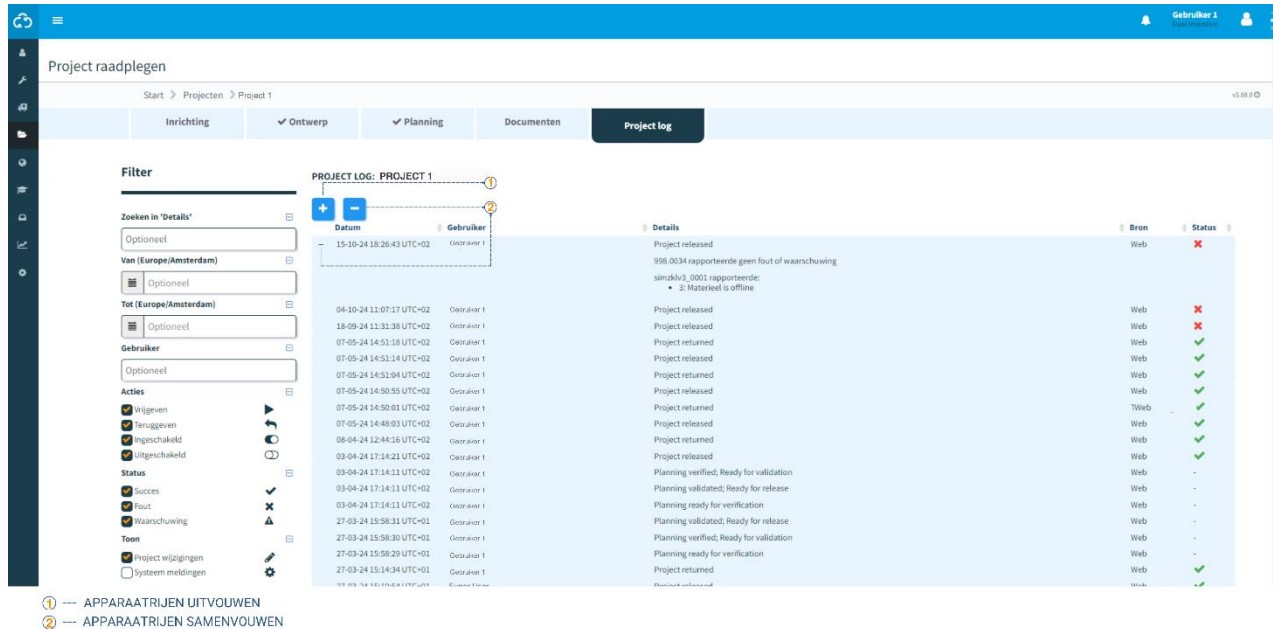 Gebruiker 1
Dual Inventive
Project raadplegen
Start Projecten Project 1
v5.88.6
Inrichting Ontwerp Planning Documenten Project log
Filter
Zoeken in 'Details'
Optioneel
Van (Europe/Amsterdam)
Optioneel
Tot (Europe/Amsterdam)
Optioneel
Gebruiker
Optioneel
Acties
Vrijgeven
Teruggeven
Ingeschakeld
Uitgeschakeld
Status
Succes
Fout
Waarschuwing
Toon
Project wijzigingen
Systeem meldingen
PROJECT LOG: PROJECT 1
1
+ −
2
Datum Gebruiker Details Bron Status
− 15-10-24 18:26:43 UTC+02 Gebruiker 1 Project released Web
998.0034 rapporteerde geen fout of waarschuwing
simzklv3_0001 rapporteerde:
• 3: Materieel is offline
04-10-24 11:07:17 UTC+02 Gebruiker 1 Project released Web
18-09-24 11:31:38 UTC+02 Gebruiker 1 Project released Web
07-05-24 14:51:18 UTC+02 Gebruiker 1 Project returned Web
07-05-24 14:51:14 UTC+02 Gebruiker 1 Project released Web
07-05-24 14:51:04 UTC+02 Gebruiker 1 Project returned Web
07-05-24 14:50:55 UTC+02 Gebruiker 1 Project released Web
07-05-24 14:50:01 UTC+02 Gebruiker 1 Project returned TWeb
07-05-24 14:48:03 UTC+02 Gebruiker 1 Project released Web
08-04-24 12:44:16 UTC+02 Gebruiker 1 Project returned Web
03-04-24 17:14:21 UTC+02 Gebruiker 1 Project released Web
03-04-24 17:14:11 UTC+02 Gebruiker 1 Planning verified; Ready for validation Web -
03-04-24 17:14:11 UTC+02 Gebruiker 1 Planning validated; Ready for release Web -
03-04-24 17:14:11 UTC+02 Gebruiker 1 Planning ready for verification Web -
27-03-24 15:58:31 UTC+01 Gebruiker 1 Planning validated; Ready for release Web -
27-03-24 15:58:30 UTC+01 Gebruiker 1 Planning verified; Ready for validation Web -
27-03-24 15:58:29 UTC+01 Gebruiker 1 Planning ready for verification Web -
27-03-24 15:14:34 UTC+01 Gebruiker 1 Project returned Web
Super User Project released Web
1 --- APPARAATRIJEN UITVOUWEN
2 --- APPARAATRIJEN SAMENVOUWEN